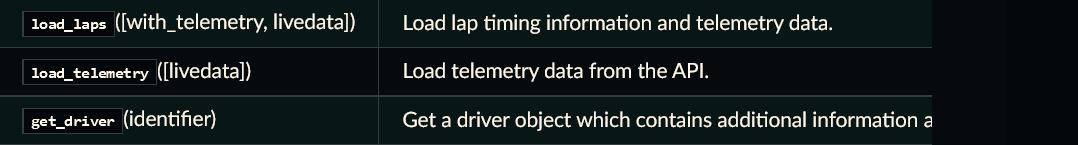 load_laps([with_telemetry, livedata]) Load lap timing information and telemetry data.
load_telemetry([livedata]) Load telemetry data from the API.
get_driver(identifier) Get a driver object which contains additional information a